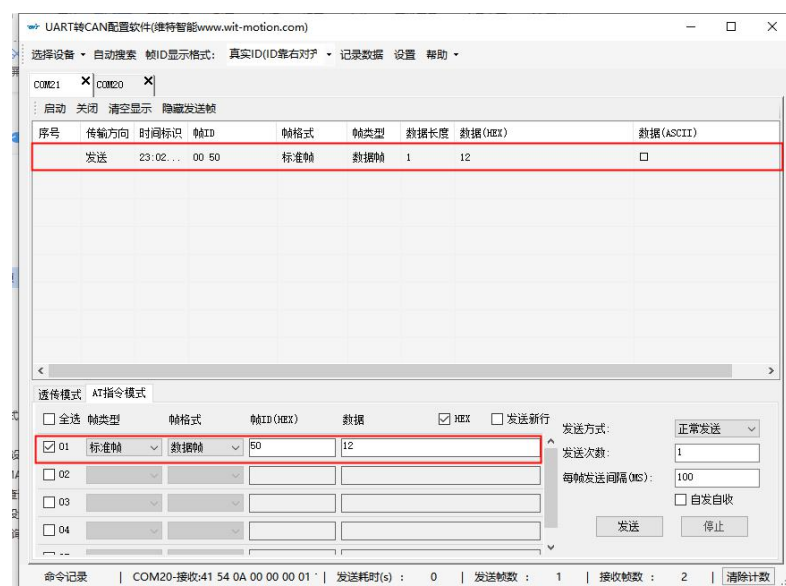 UART转CAN配置软件(维特智能www.wit-motion.com)
选择设备 自动搜索 帧ID显示格式: 真实ID(ID靠右对齐 记录数据 设置 帮助
COM21 COM20
启动 关闭 清空显示 隐藏发送帧
序号 传输方向 时间标识 帧ID 帧格式 帧类型 数据长度 数据(HEX) 数据(ASCII)
发送 23:02... 00 50 标准帧 数据帧 1 12
透传模式 AT指令模式
全选 帧类型 帧格式 帧ID(HEX) 数据 HEX 发送新行
01 标准帧 数据帧 50 12
02
03
04
发送方式: 正常发送
发送次数: 1
每帧发送间隔(MS): 100
自发自收
发送 停止
命令记录 | COM20-接收:41 54 0A 00 00 00 01 | 发送耗时(s) : 0 | 发送帧数 : 1 | 接收帧数 : 2 | 清除计数